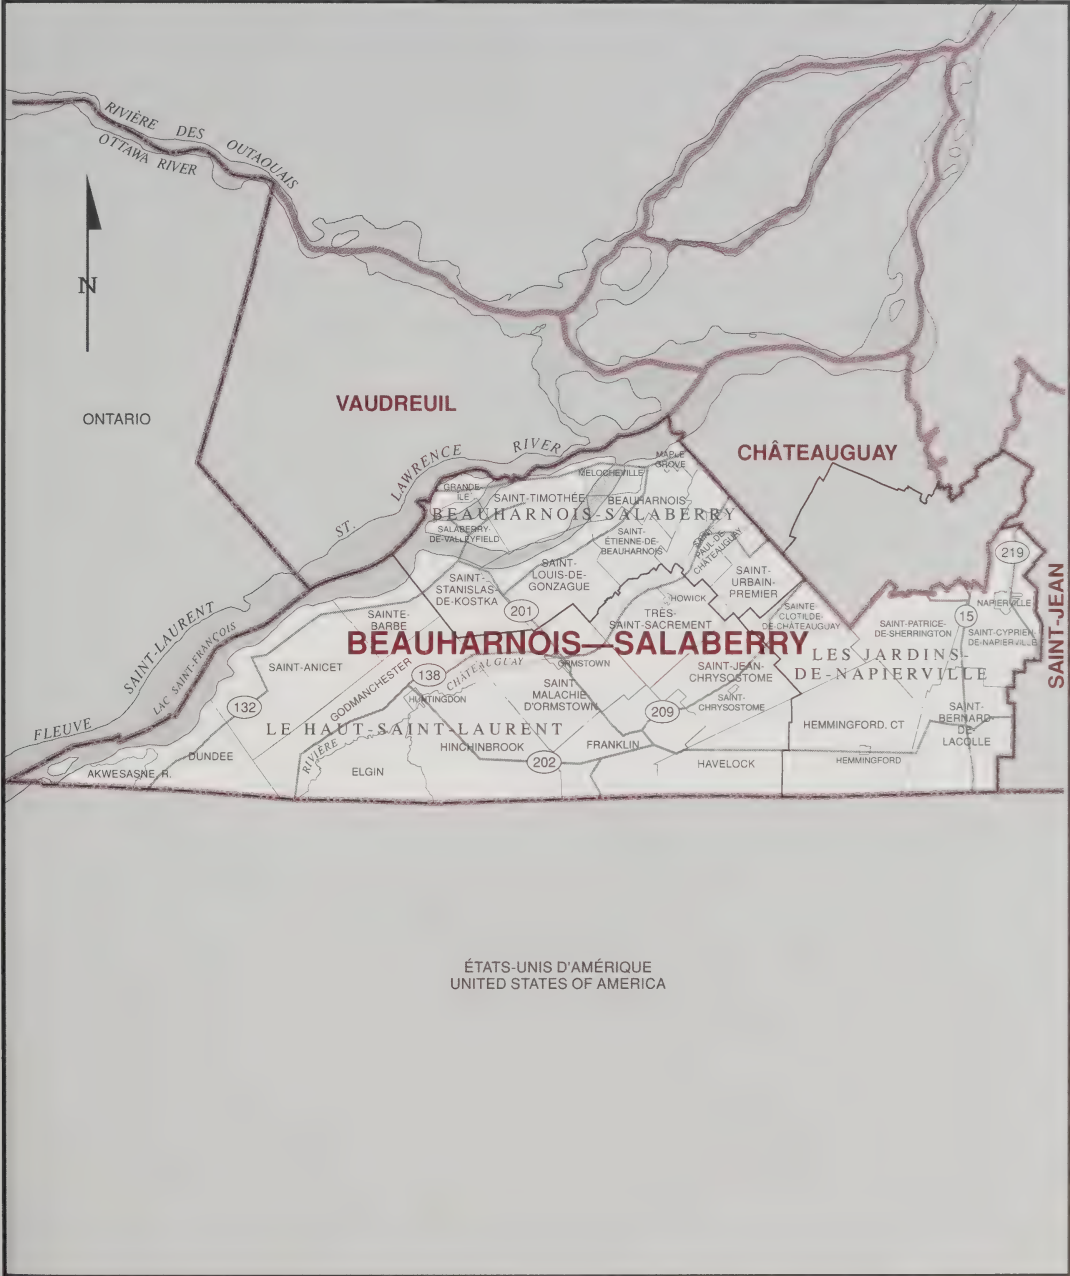 RIVIÈRE DES OUTAOUAIS
OTTAWA RIVER
N
ONTARIO
VAUDREUIL
CHÂTEAUGUAY
ST. LAWRENCE RIVER
MAPLE
GROVE
MELOCHEVILLE
GRANDE-
ÎLE
SAINT-TIMOTHÉE
BEAUHARNOIS
BEAUHARNOIS-SALABERRY
SALABERRY
DE-VALLEYFIELD
SAINT-
ÉTIENNE-DE-
BEAUHARNOIS
SAINT-
PAUL-DE-
CHÂTEAUGUAY
219
SAINT-
LOUIS-DE-
GONZAGUE
SAINT-
URBAIN-
PREMIER
SAINT-
STANISLAS-
DE-KOSTKA
201
HOWICK
NAPIERVILLE
SAINT-JEAN
SAINTE-
BARBE
TRÈS-
SAINT-SACREMENT
SAINTE
CLOTILDE-
DE-CHÂTEAUGUAY
15
SAINT-PATRICE-
DE-SHERRINGTON
SAINT-CYPRIEN-
DE-NAPIERVILLE
BEAUHARNOIS—SALABERRY
FLEUVE SAINT-LAURENT
LAC SAINT-FRANÇOIS
SAINT-ANICET
GODMANCHESTER
138
RIVIÈRE CHÂTEAUGUAY
ORMSTOWN
SAINT-JEAN-
CHRYSOSTOME
LES JARDINS-
DE-NAPIERVILLE
HUNTINGDON
SAINT
MALACHIE
D'ORMSTOWN
SAINT-
CHRYSOSTOME
132
209
SAINT-
BERNARD-
DE-
LACOLLE
LE HAUT-SAINT-LAURENT
HEMMINGFORD, CT
HINCHINBROOK
FRANKLIN
DUNDEE
202
HAVELOCK
HEMMINGFORD
AKWESASNE R.
ELGIN
ÉTATS-UNIS D'AMÉRIQUE
UNITED STATES OF AMERICA